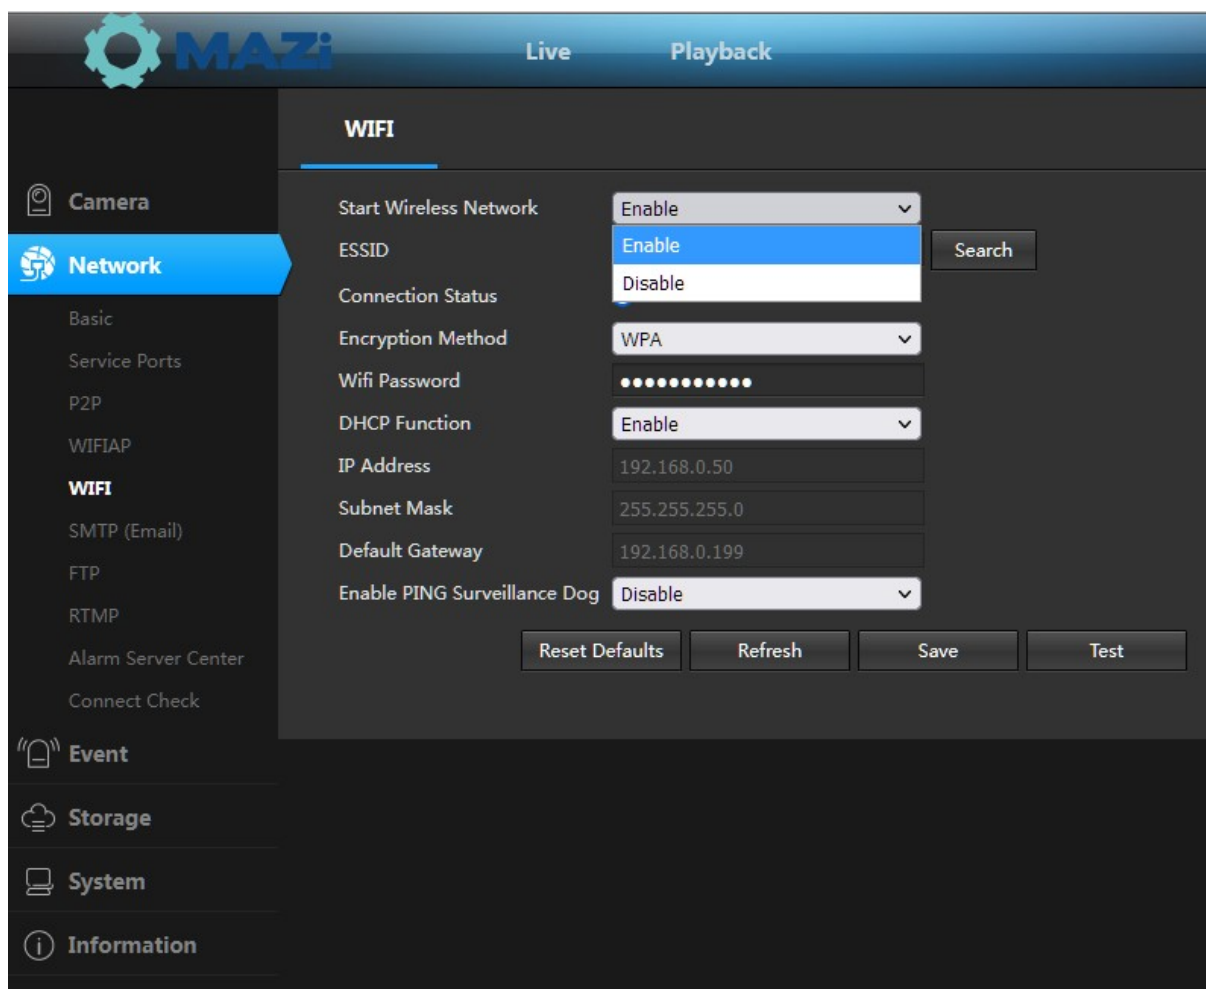 MAZi
Live
Playback
WIFI
Camera
Network
Basic
Service Ports
P2P
WIFIAP
WIFI
SMTP (Email)
FTP
RTMP
Alarm Server Center
Connect Check
Event
Storage
System
Information
Start Wireless Network Enable
Enable
Disable
ESSID Search
Connection Status
Encryption Method WPA
Wifi Password ●●●●●●●●●●●
DHCP Function Enable
IP Address 192.168.0.50
Subnet Mask 255.255.255.0
Default Gateway 192.168.0.199
Enable PING Surveillance Dog Disable
Reset Defaults Refresh Save Test